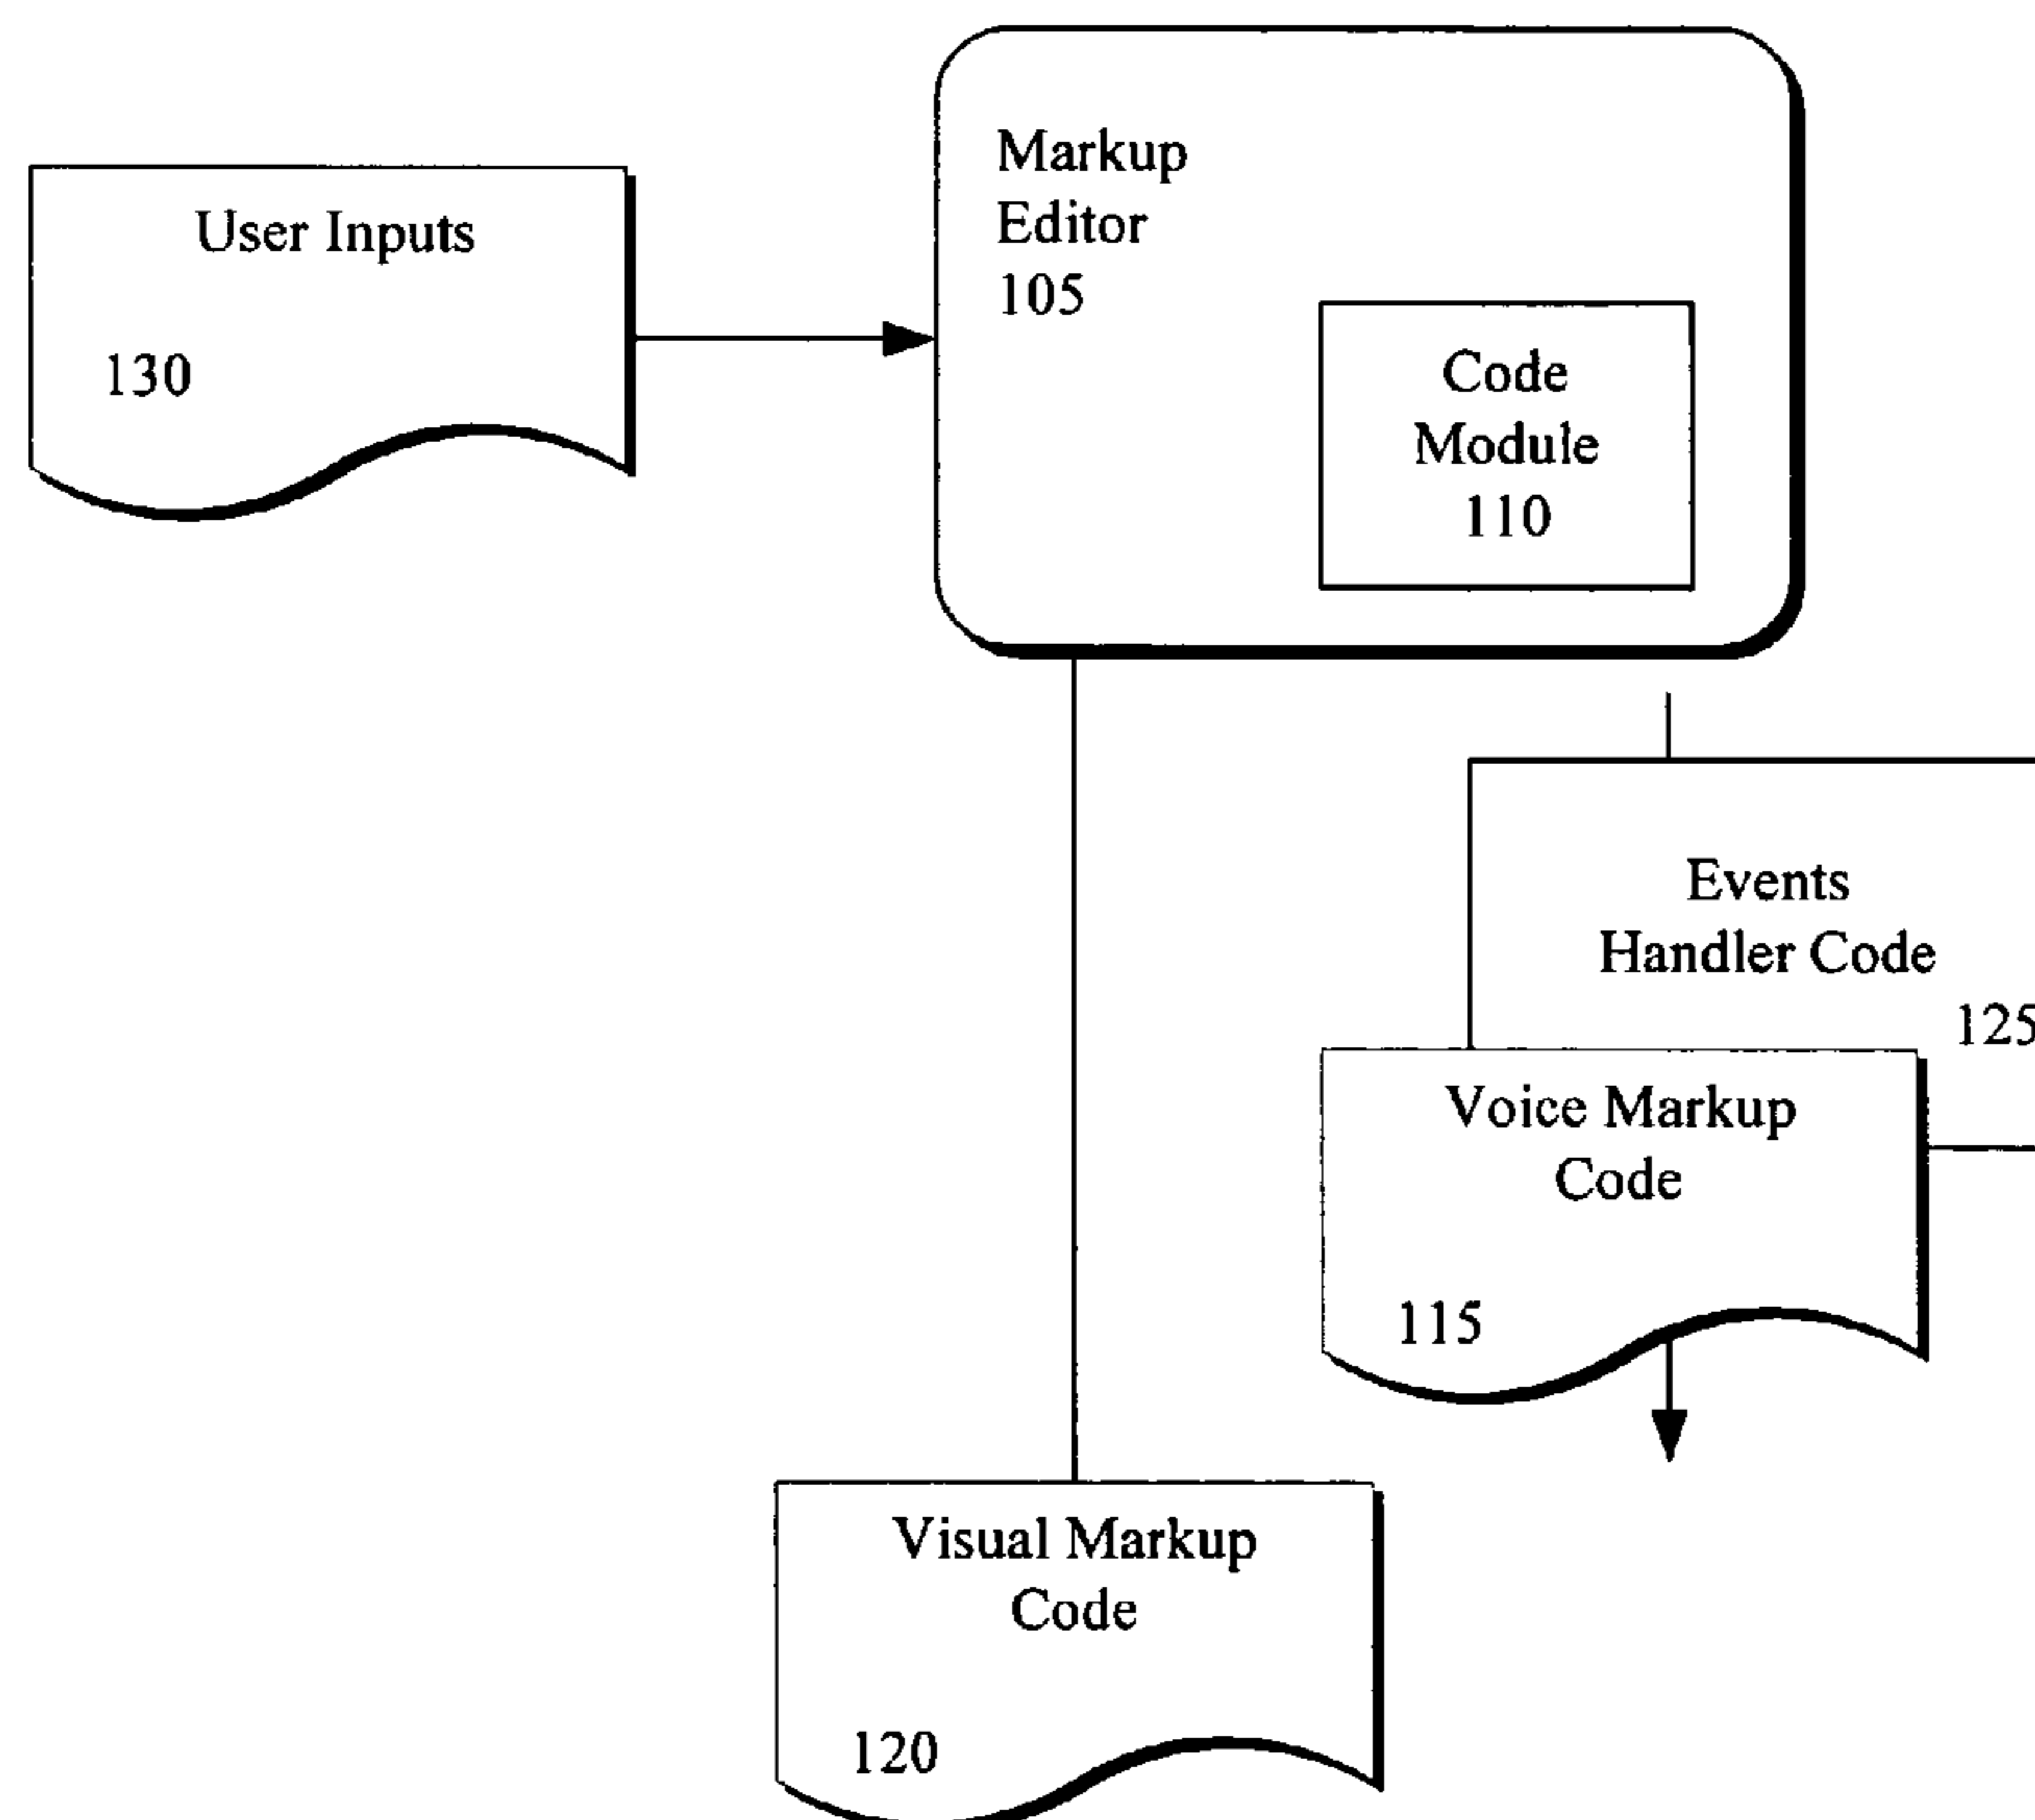 User Inputs
130
Markup
Editor
105
Code
Module
110
Events
Handler Code
125
Voice Markup
Code
115
Visual Markup
Code
120